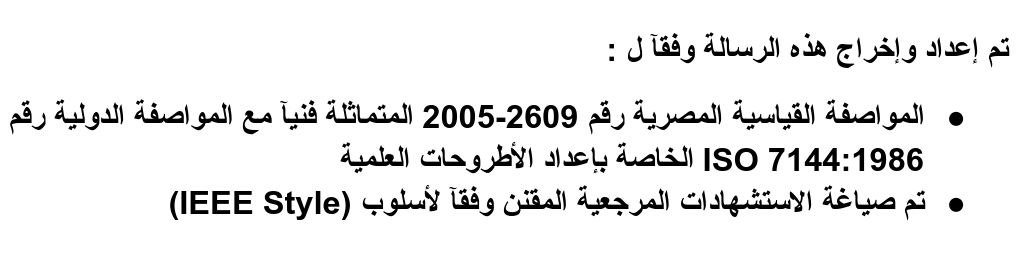 تم إعداد وإخراج هذه الرسالة وفقآ ل :
● المواصفة القياسية المصرية رقم 2609-2005 المتماثلة فنيآ مع المواصفة الدولية رقم
ISO 7144:1986 الخاصة بإعداد الأطروحات العلمية
● تم صياغة الاستشهادات المرجعية المقتن وفقآ لأسلوب (IEEE Style)